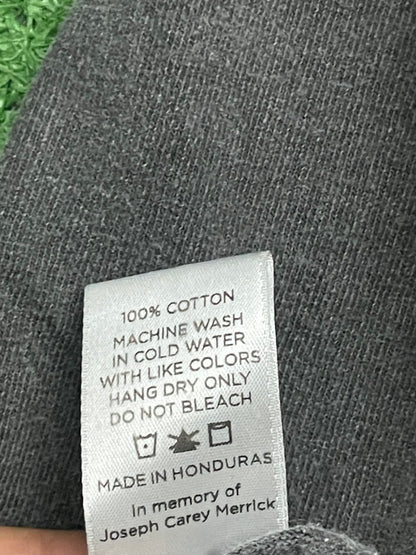 100% COTTON
MACHINE WASH
IN COLD WATER
WITH LIKE COLORS
HANG DRY ONLY
DO NOT BLEACH
MADE IN HONDURAS
In memory of
Joseph Carey Merrick